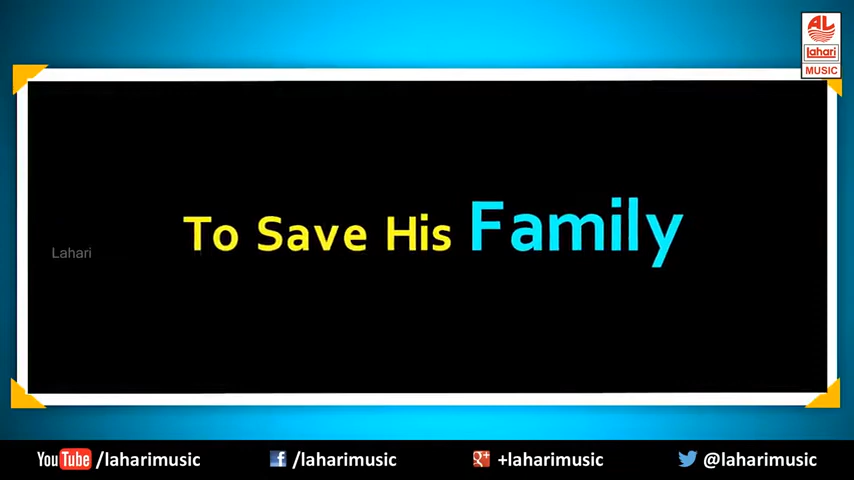 AL
Lahari
MUSIC
To Save His Family
Lahari
YouTube /laharimusic
f /laharimusic
g+ +laharimusic
@laharimusic